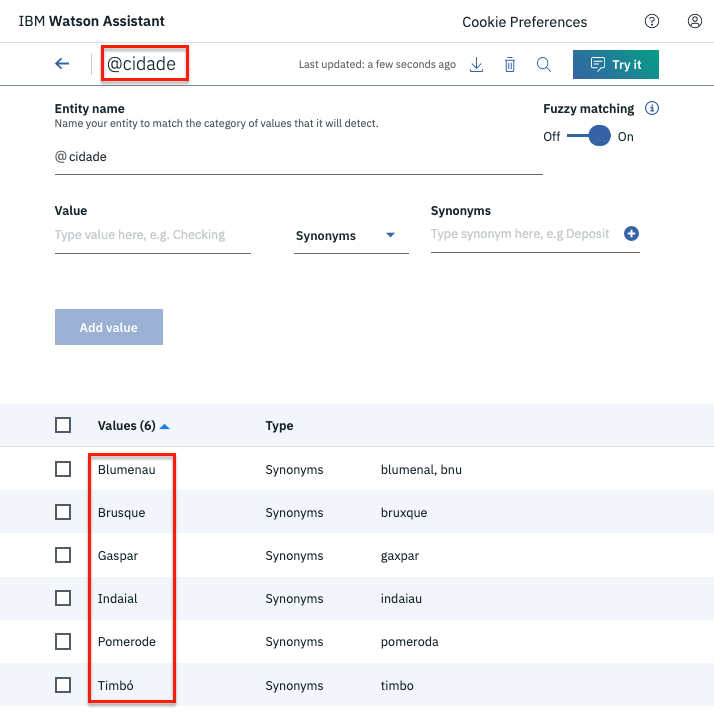 IBM Watson Assistant
Cookie Preferences
@cidade
Last updated: a few seconds ago
Try it
Entity name
Name your entity to match the category of values that it will detect.
Fuzzy matching
Off
On
@cidade
Value
Synonyms
Type value here, e.g. Checking
Synonyms
Type synonym here, e.g Deposit
Add value
Values (6)
Type
Blumenau
Synonyms
blumenal, bnu
Brusque
Synonyms
bruxque
Gaspar
Synonyms
gaxpar
Indaial
Synonyms
indaiau
Pomerode
Synonyms
pomeroda
Timbó
Synonyms
timbo